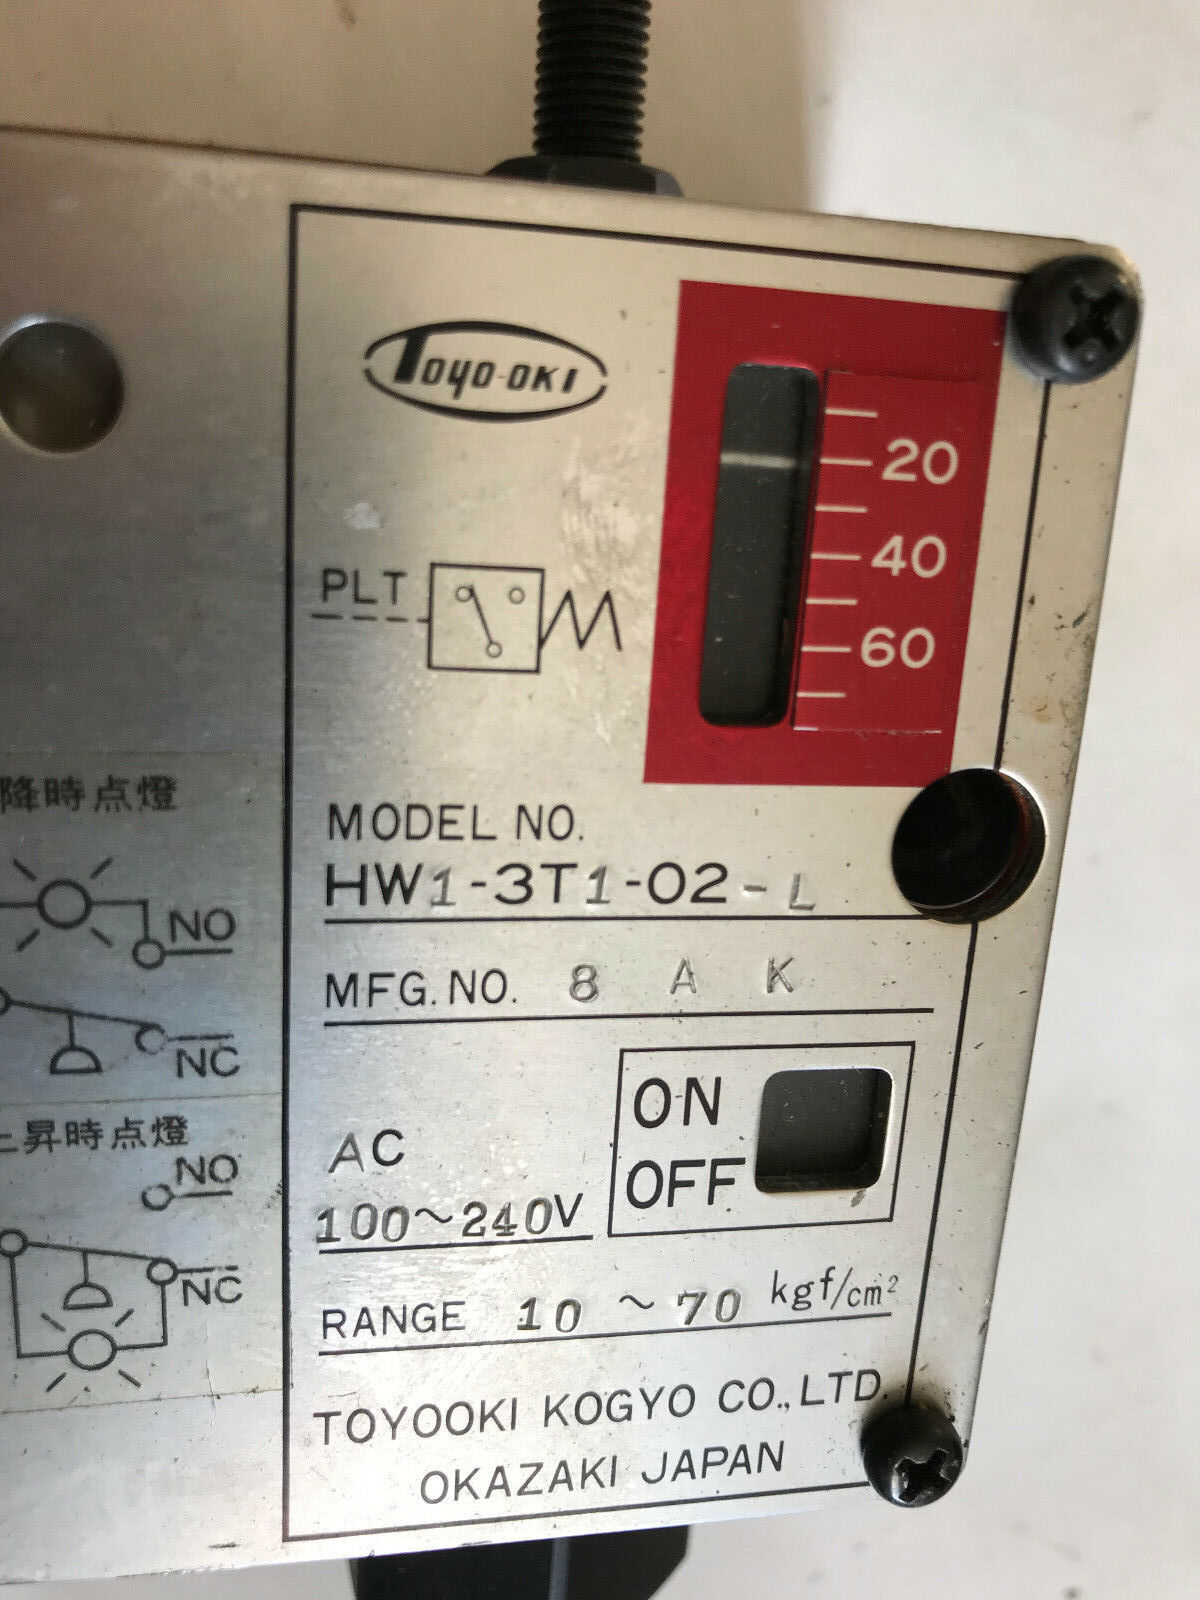 TOYO-OKI
20
40
60
PLT
MODEL NO.
HW1-3T1-02-L
MFG. NO. 8 A K
AC
100~240V
ON
OFF
RANGE 10 ~ 70 kgf/cm²
TOYOOKI KOGYO CO., LTD.
OKAZAKI JAPAN
降時点燈
NO
NC
上昇時点燈
NO
NC